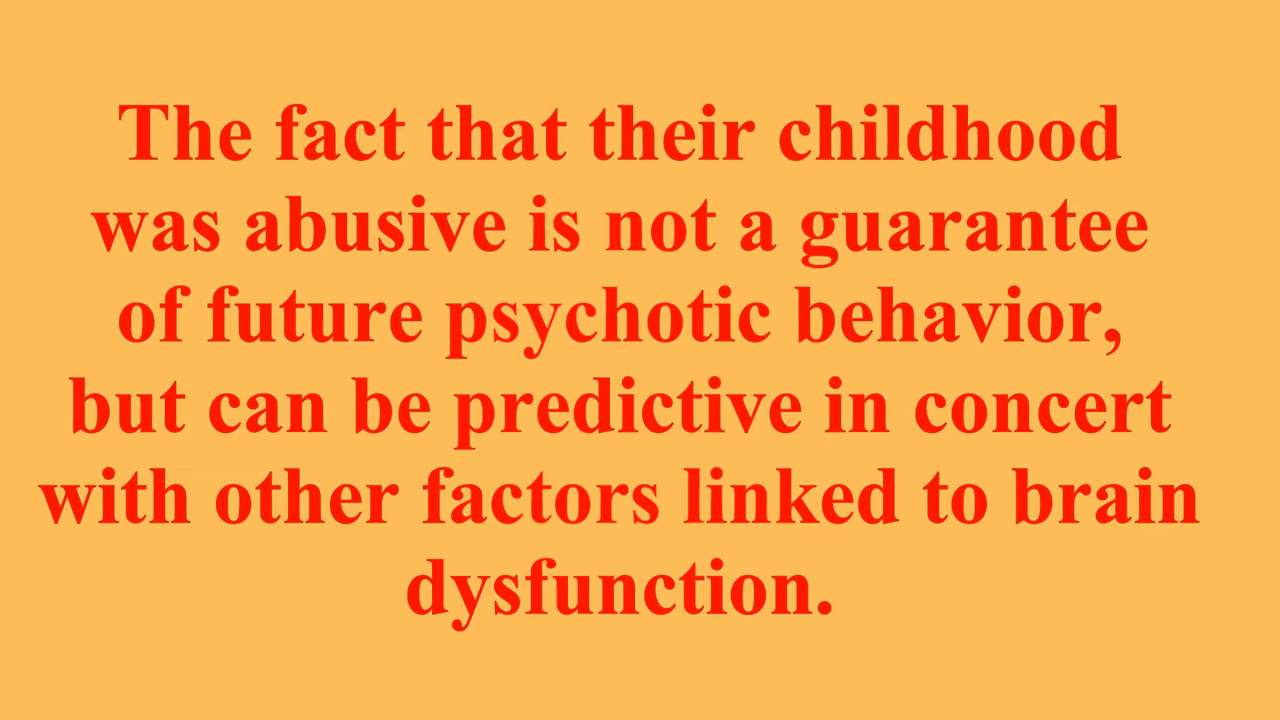 The fact that their childhood
was abusive is not a guarantee
of future psychotic behavior,
but can be predictive in concert
with other factors linked to brain
dysfunction.